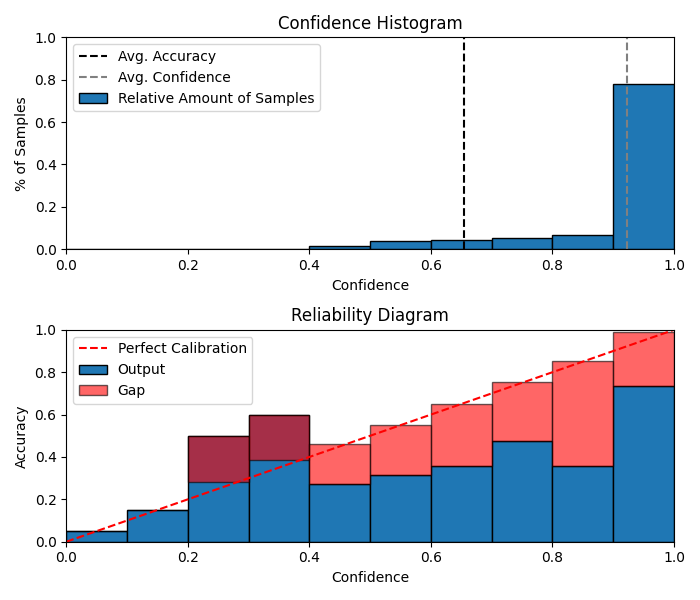 Confidence Histogram
% of Samples
1.0
0.8
0.6
0.4
0.2
0.0
Avg. Accuracy
Avg. Confidence
Relative Amount of Samples
0.0 0.2 0.4 0.6 0.8 1.0
Confidence
Reliability Diagram
Accuracy
1.0
0.8
0.6
0.4
0.2
0.0
Perfect Calibration
Output
Gap
0.0 0.2 0.4 0.6 0.8 1.0
Confidence